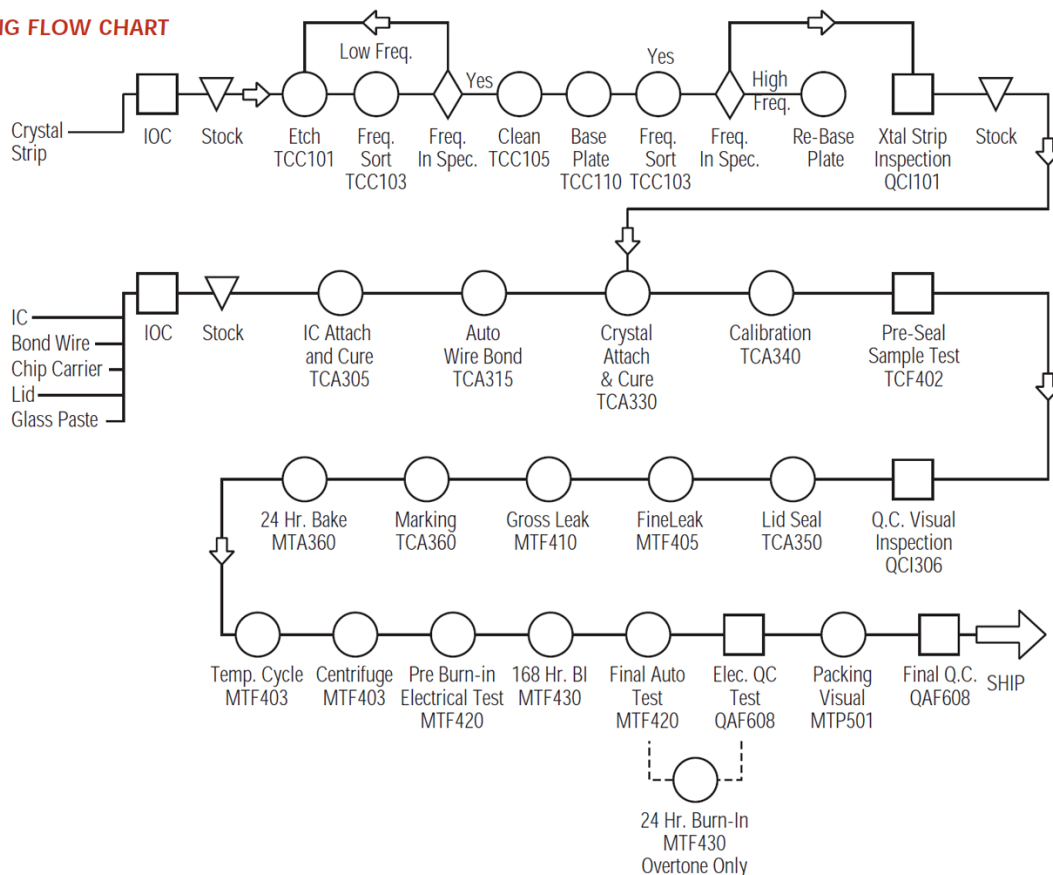 NG FLOW CHART
Low Freq.
Yes
Yes
High
Freq.
Crystal
Strip
IOC
Stock
Etch
TCC101
Freq.
Sort
TCC103
Freq.
In Spec.
Clean
TCC105
Base
Plate
TCC110
Freq.
Sort
TCC103
Freq.
In Spec.
Re-Base
Plate
Xtal Strip
Inspection
QCI101
Stock
IC
Bond Wire
Chip Carrier
Lid
Glass Paste
IOC
Stock
IC Attach
and Cure
TCA305
Auto
Wire Bond
TCA315
Crystal
Attach
& Cure
TCA330
Calibration
TCA340
Pre-Seal
Sample Test
TCF402
24 Hr. Bake
MTA360
Marking
TCA360
Gross Leak
MTF410
FineLeak
MTF405
Lid Seal
TCA350
Q.C. Visual
Inspection
QCI306
Temp. Cycle
MTF403
Centrifuge
MTF403
Pre Burn-in
Electrical Test
MTF420
168 Hr. BI
MTF430
Final Auto
Test
MTF420
Elec. QC
Test
QAF608
Packing
Visual
MTP501
Final Q.C.
QAF608
SHIP
24 Hr. Burn-In
MTF430
Overtone Only